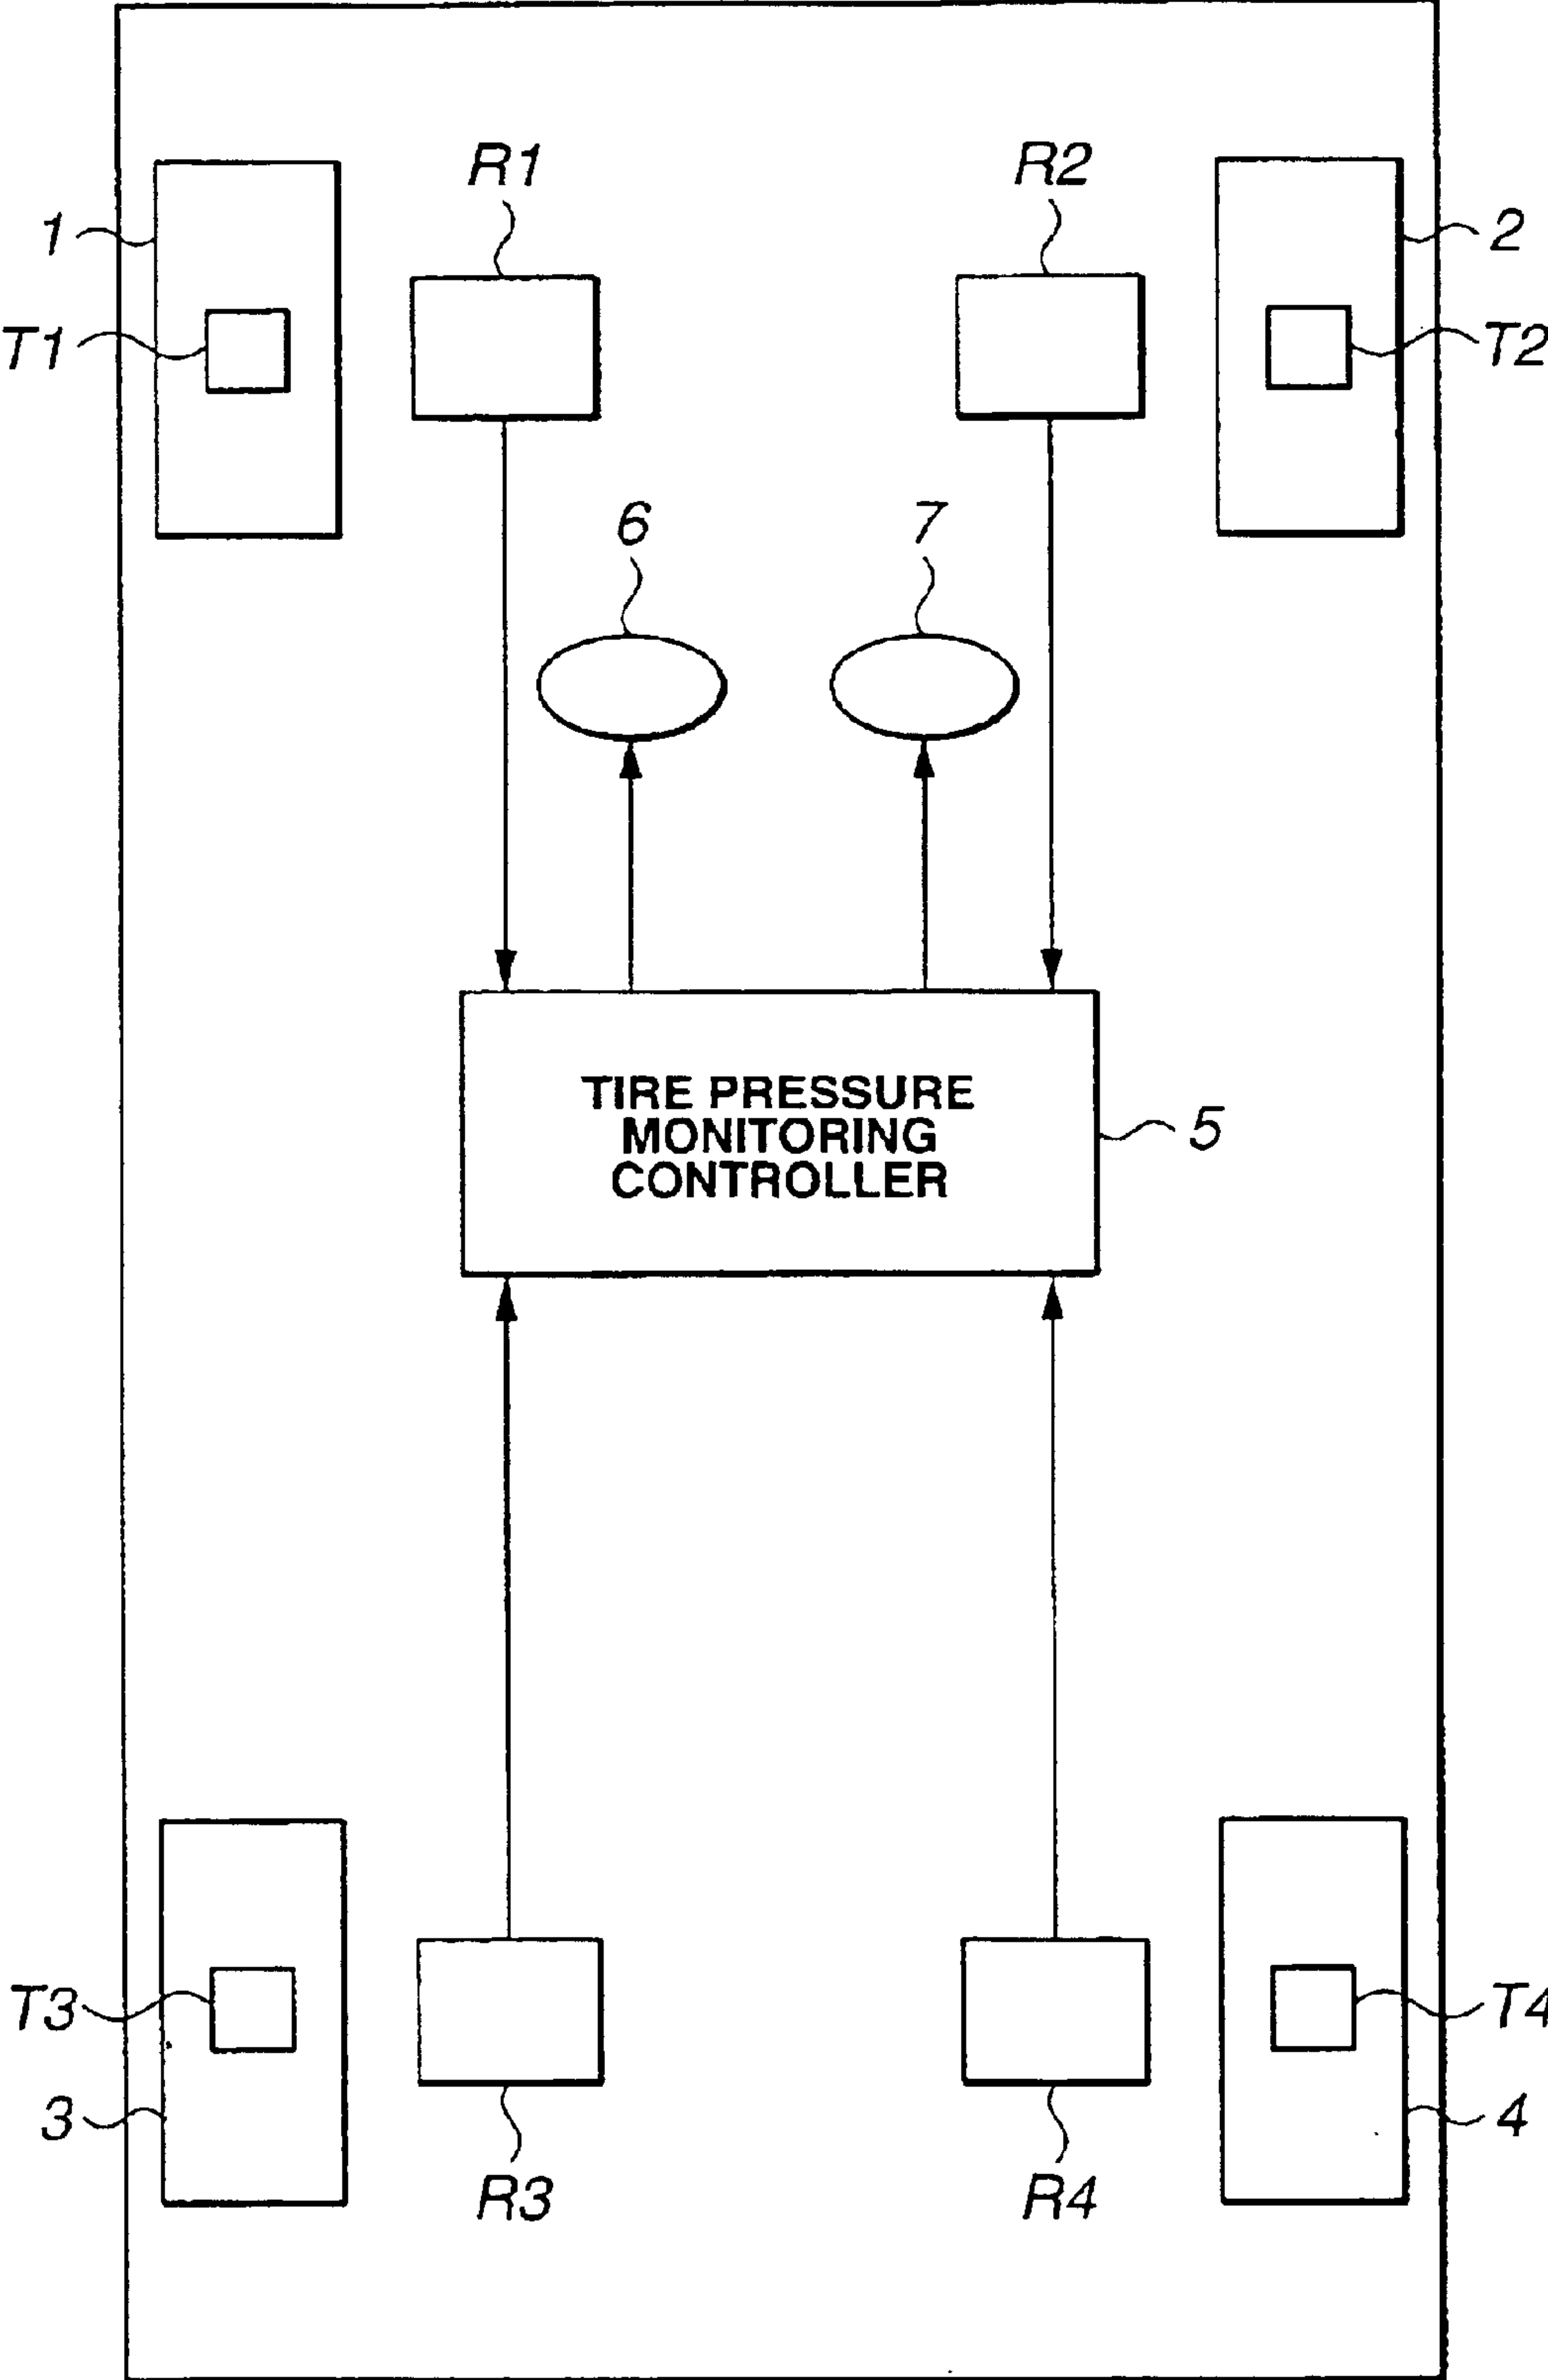 R1
R2
1
2
T1
T2
6
7
TIRE PRESSURE
MONITORING
CONTROLLER
5
T3
T4
3
4
R3
R4